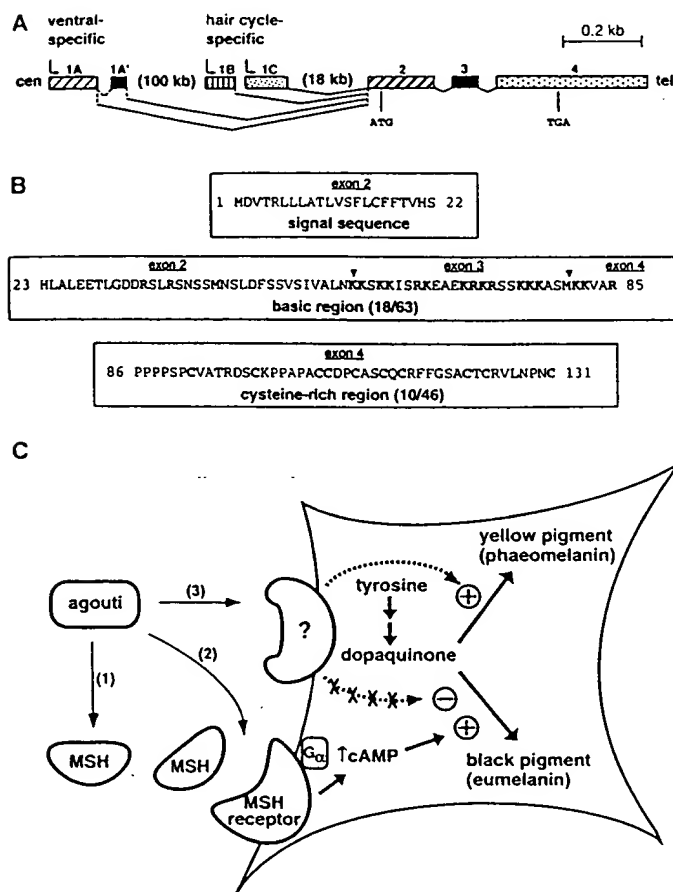 A
ventral-
specific
hair cycle-
specific
0.2 kb
cen 1A 1A' (100 kb) 1B 1C (18 kb) 2 3 4 tel
ATG TGA
B
exon 2
1 MDVTRLLLATLVSFLCFFTVHS 22
signal sequence
exon 2 exon 3 exon 4
23 HLALEETLGDDRSLRSNSSMNSLDFSSVSIVALNKKSKKISRKEAEKRKRSSKKKASMKKVAR 85
basic region (18/63)
exon 4
86 PPPPSPCVATRDSCKPPAPACCDPCASCQCRFFGSACTCRVLNPNC 131
cysteine-rich region (10/46)
C
yellow pigment
(phaeomelanin)
agouti
(3)
?
tyrosine
+
dopaquinone
(1)
(2)
−
+
MSH
MSH
MSH
receptor
Gα
↑cAMP
black pigment
(eumelanin)